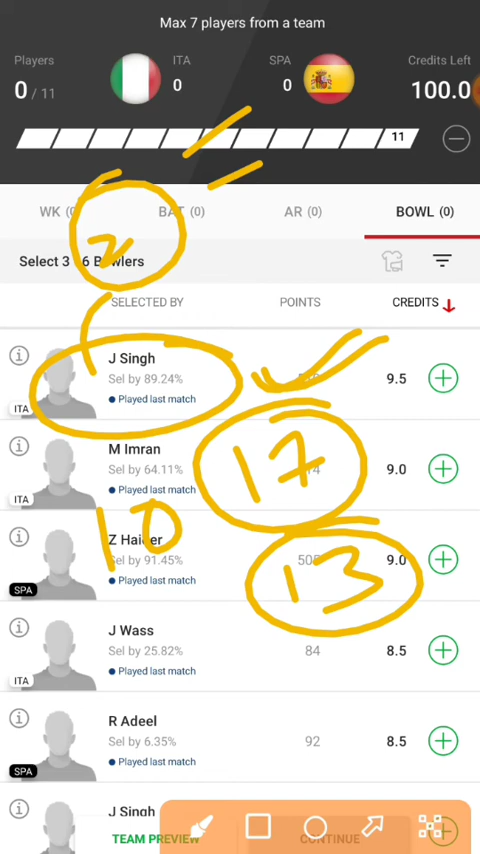 Max 7 players from a team
Players
ITA
SPA
Credits Left
0 / 11
0
0
100.0
11
WK
BAT (0)
AR (0)
BOWL (0)
2
Select 3 6 Bowlers
SELECTED BY
POINTS
CREDITS
J Singh
Sel by 89.24%
9.5
Played last match
ITA
M Imran
Sel by 64.11%
17
9.0
Played last match
ITA
10
Z Haider
Sel by 91.45%
9.0
13
Played last match
SPA
J Wass
Sel by 25.82%
84
8.5
Played last match
ITA
R Adeel
Sel by 6.35%
92
8.5
Played last match
SPA
J Singh
TEAM PREVIEW
CONTINUE